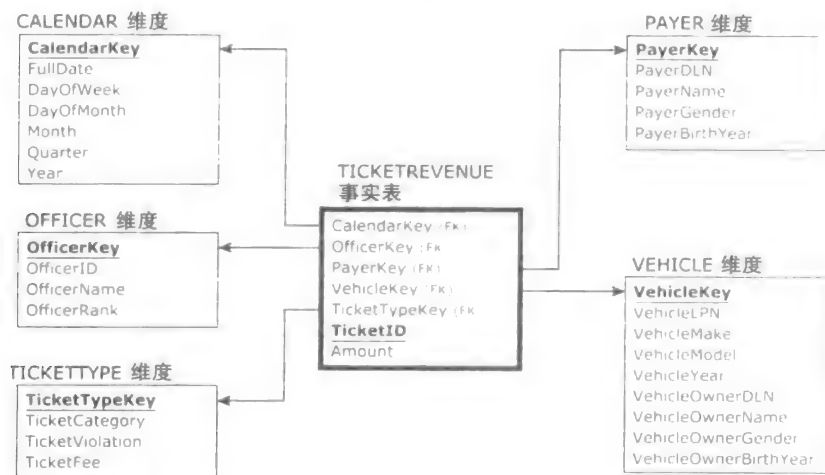 CALENDAR 维度
CalendarKey
FullDate
DayOfWeek
DayOfMonth
Month
Quarter
Year
OFFICER 维度
OfficerKey
OfficerID
OfficerName
OfficerRank
TICKETTYPE 维度
TicketTypeKey
TicketCategory
TicketViolation
TicketFee
TICKETREVENUE
事实表
CalendarKey (FK)
OfficerKey (FK
PayerKey (FK)
VehicleKey (FK)
TicketTypeKey (FK
TicketID
Amount
PAYER 维度
PayerKey
PayerDLN
PayerName
PayerGender
PayerBirthYear
VEHICLE 维度
VehicleKey
VehicleLPN
VehicleMake
VehicleModel
VehicleYear
VehicleOwnerDLN
VehicleOwnerName
VehicleOwnerGender
VehicleOwnerBirthYear